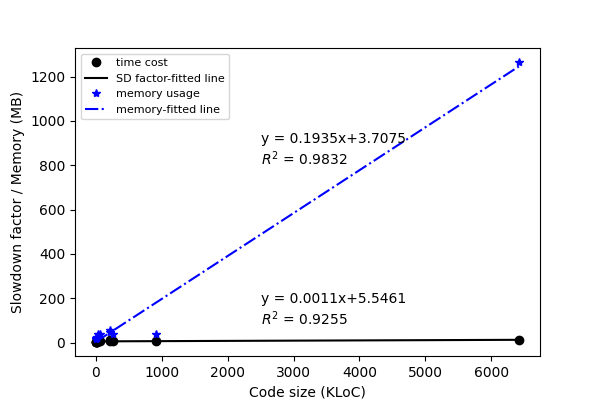 time cost
SD factor-fitted line
memory usage
memory-fitted line
Slowdown factor / Memory (MB)
1200
1000
800
600
400
200
0
y = 0.1935x+3.7075
R² = 0.9832
y = 0.0011x+5.5461
R² = 0.9255
0 1000 2000 3000 4000 5000 6000
Code size (KLoC)